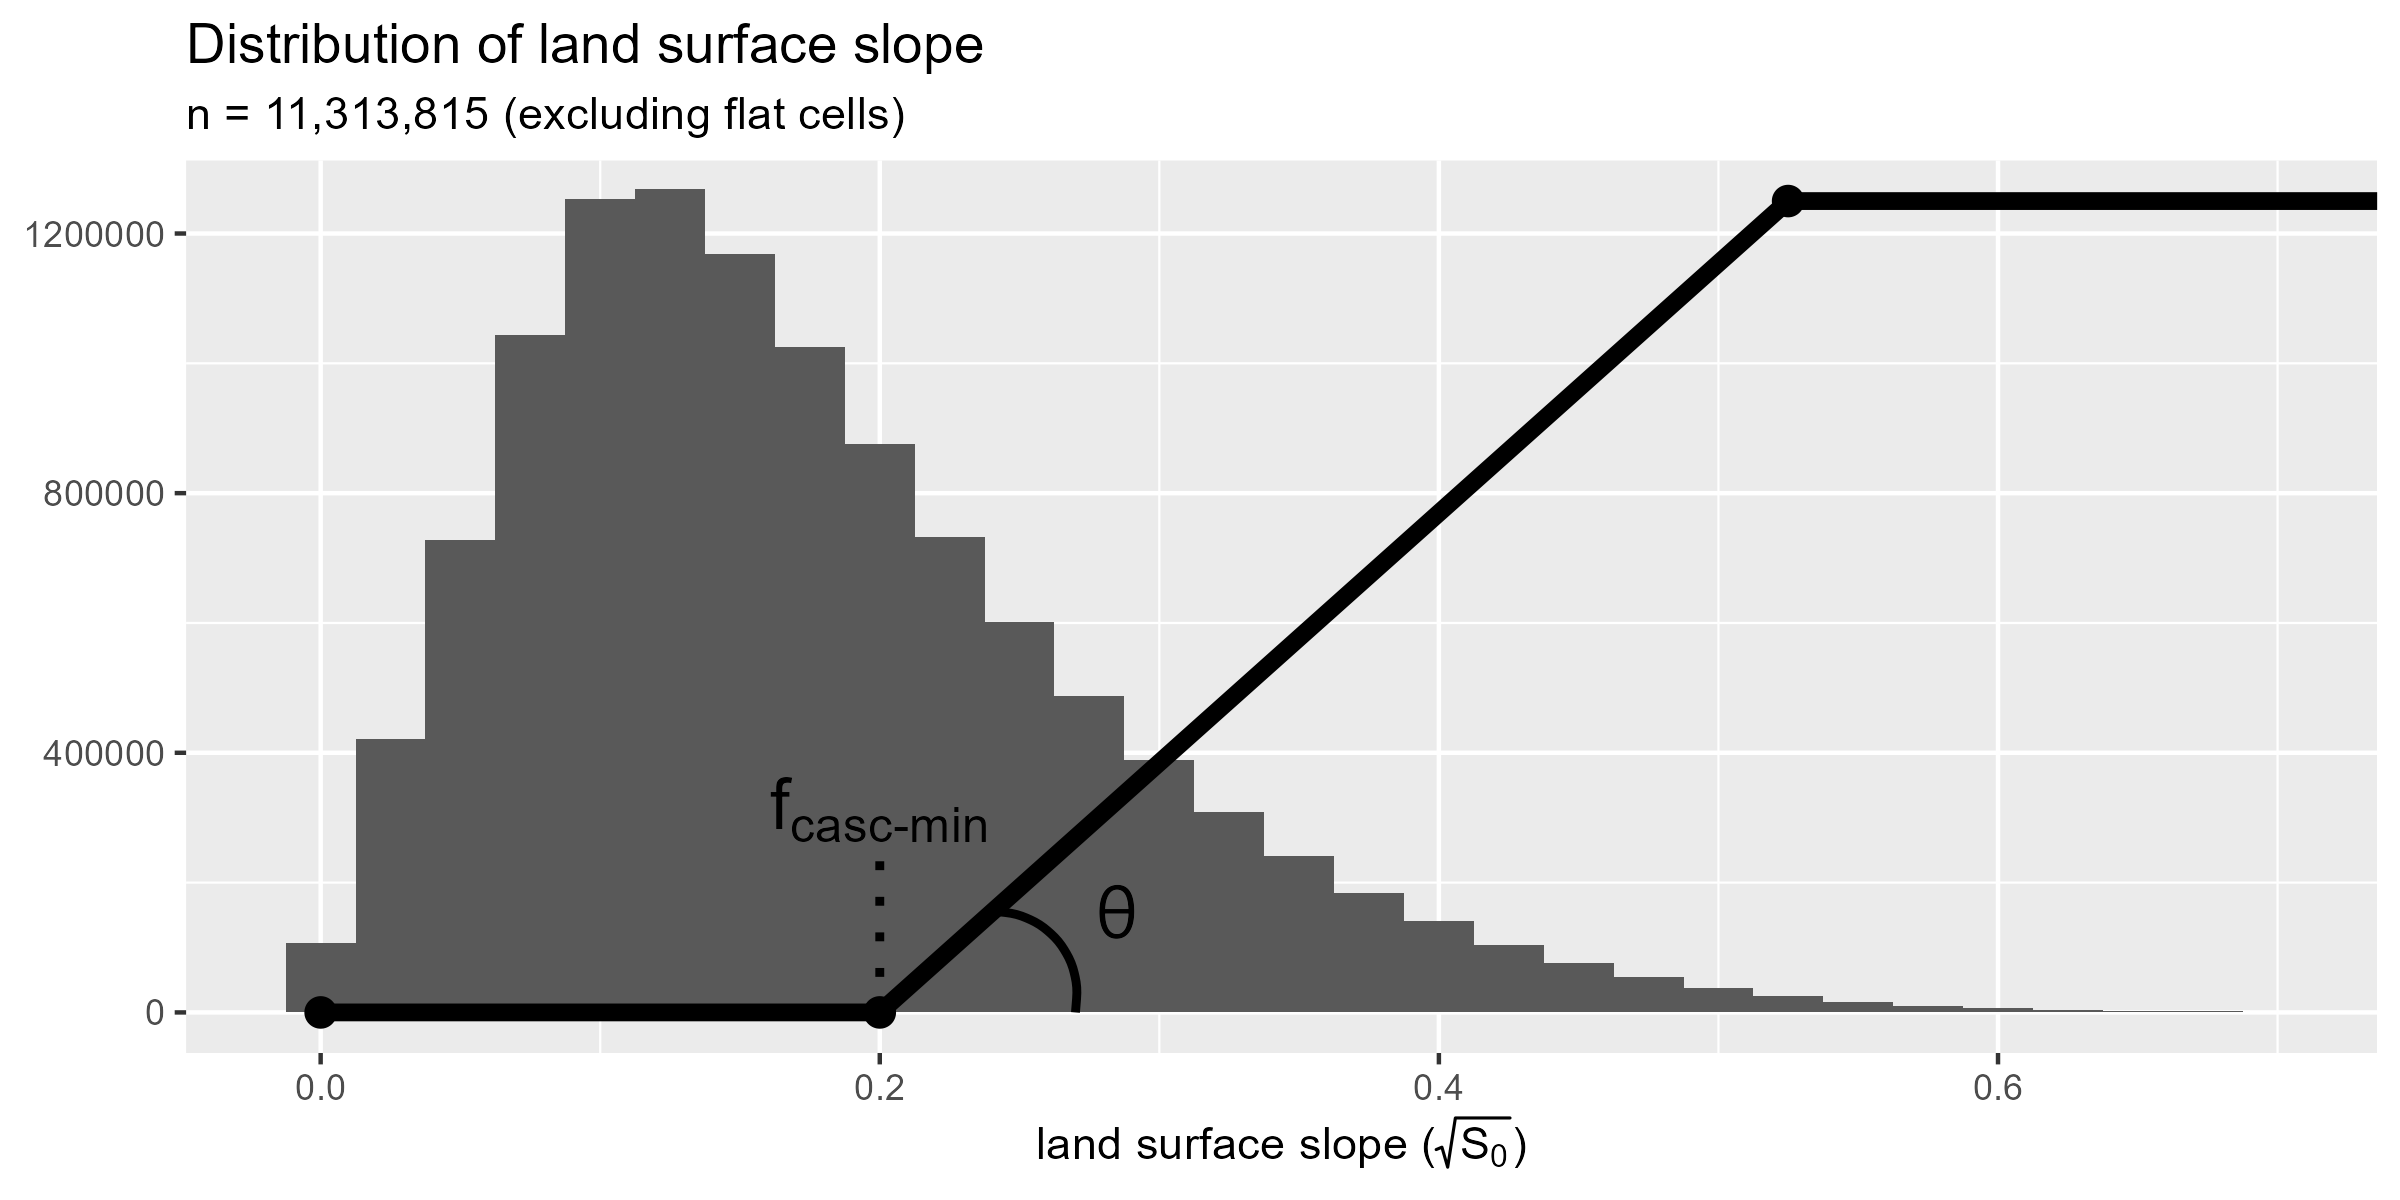 Distribution of land surface slope
n = 11,313,815 (excluding flat cells)
1200000
800000
400000
0
f_casc-min
θ
0.0 0.2 0.4 0.6
land surface slope (√S₀)